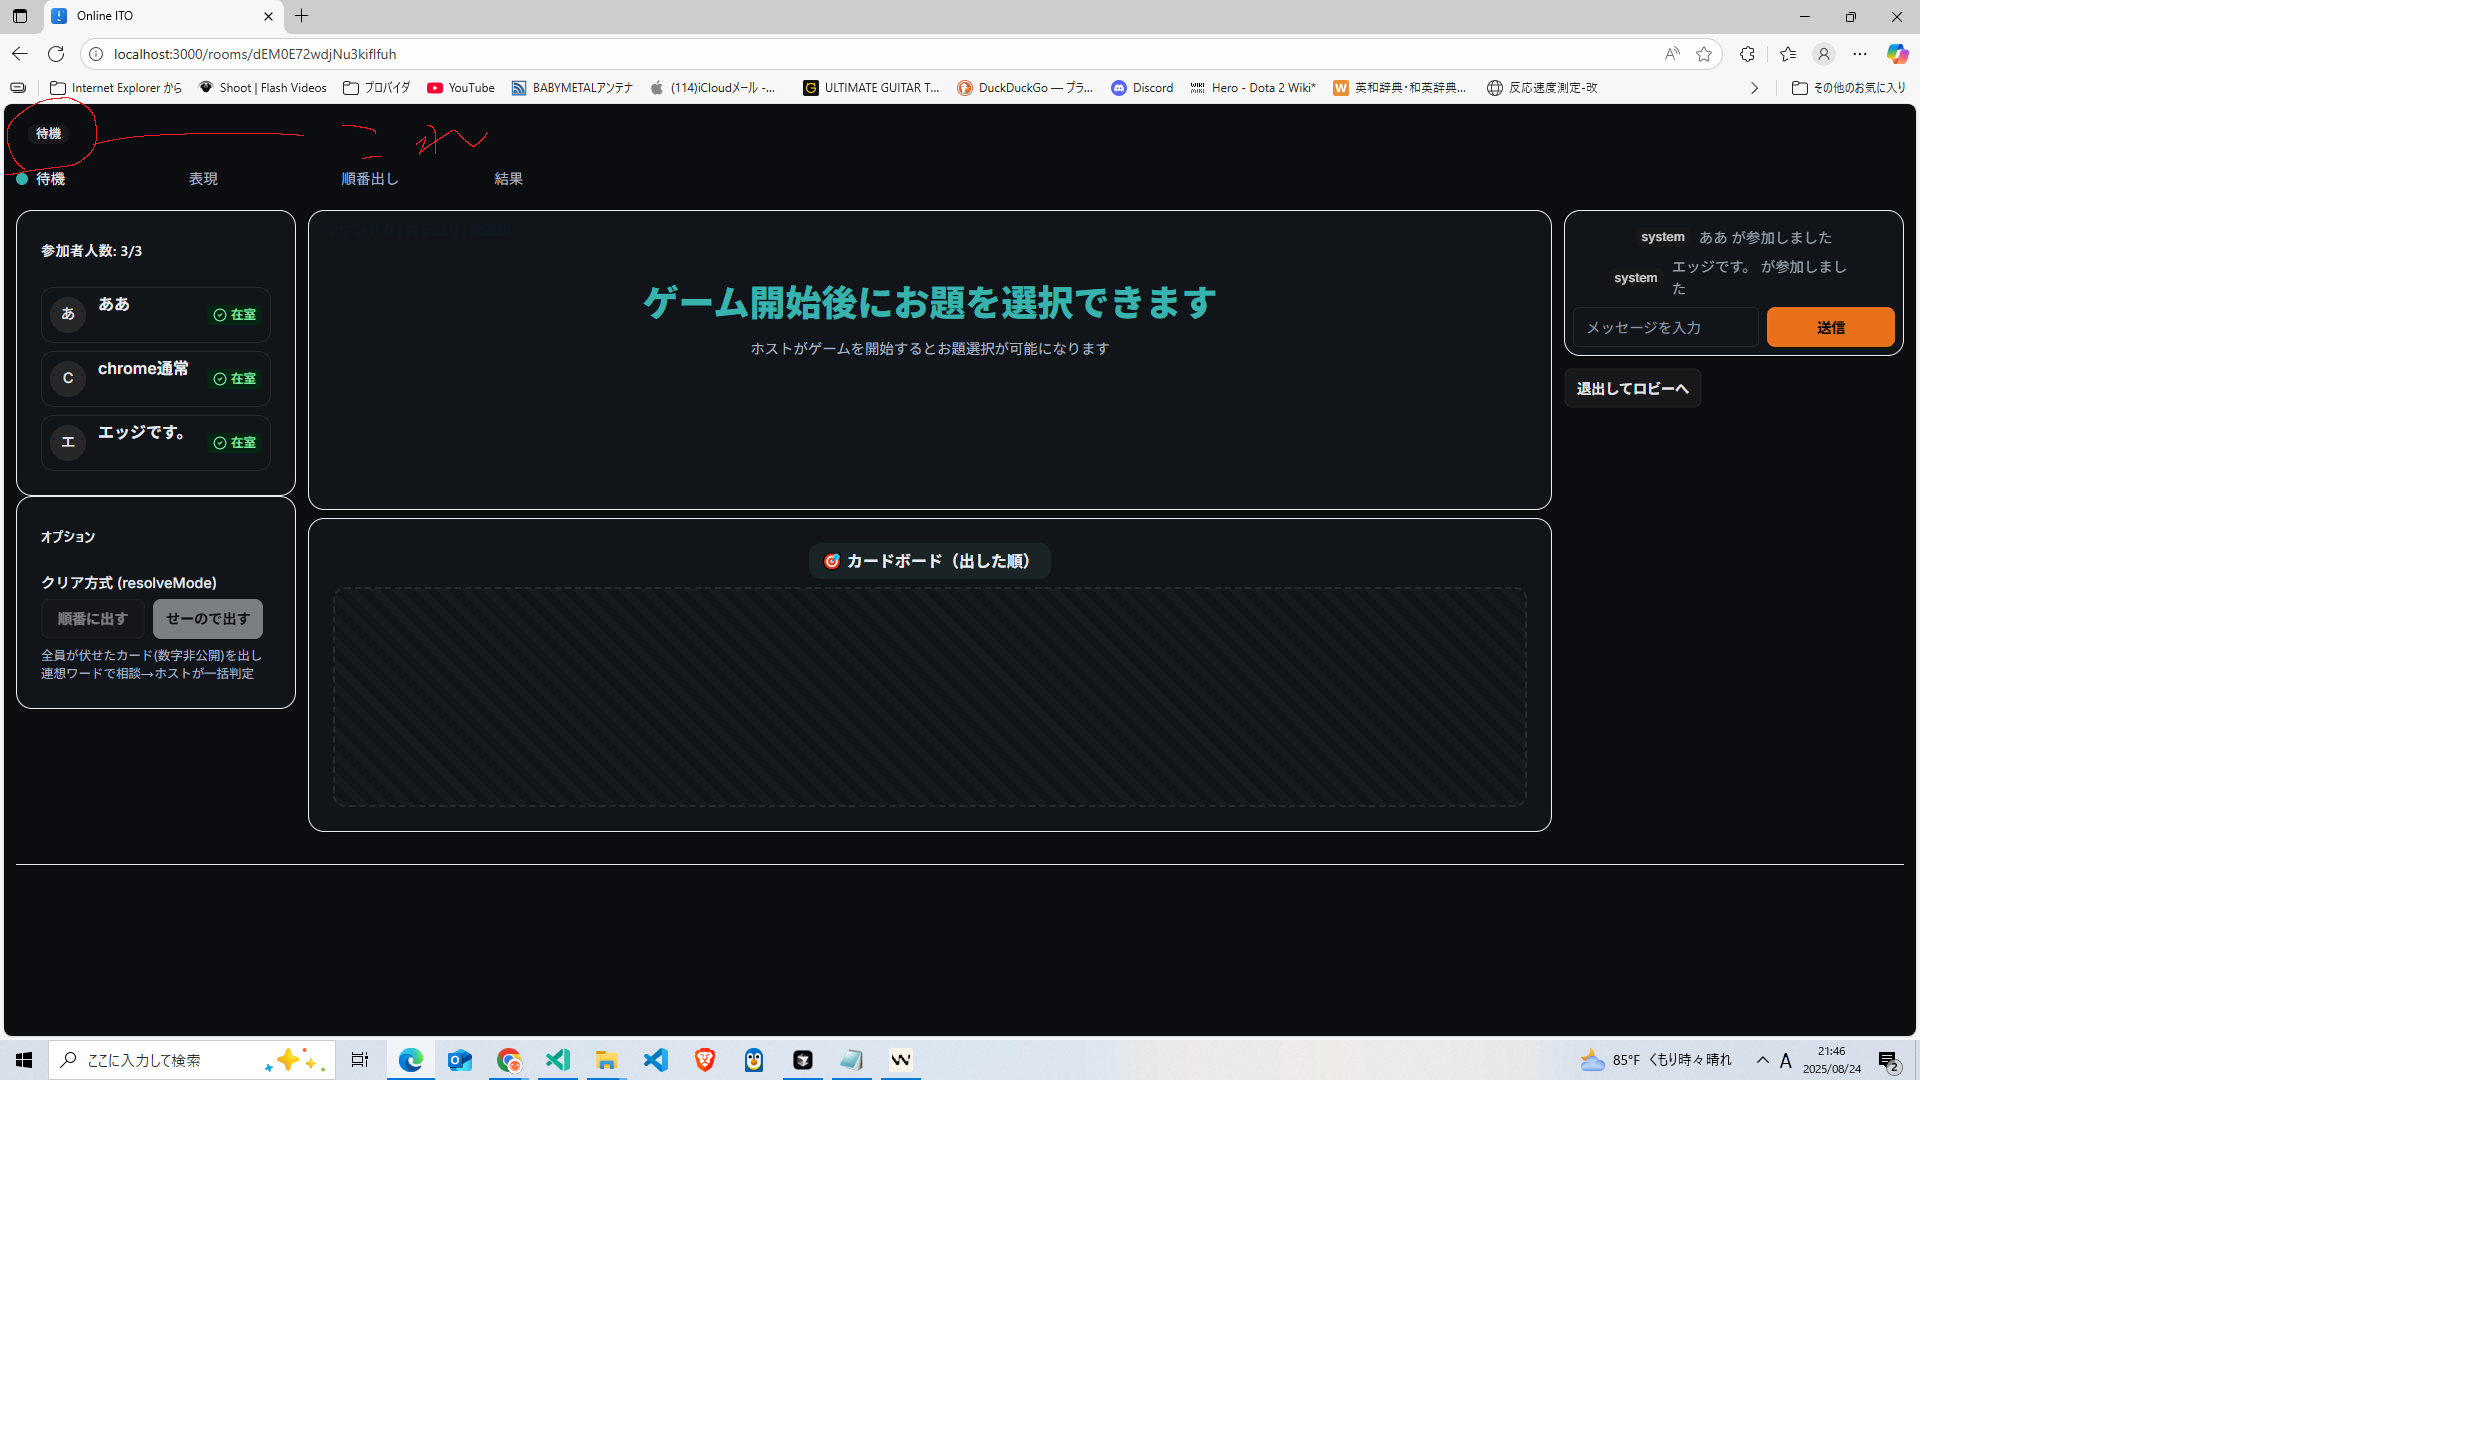 Online ITO
localhost:3000/rooms/dEM0E72wdjNu3kifIfuh
Internet Explorer から
Shoot | Flash Videos
プロバイダ
YouTube
BABYMETALアンテナ
(114)iCloudメール -...
ULTIMATE GUITAR T...
DuckDuckGo — プラ...
Discord
Hero - Dota 2 Wiki*
英和辞典･和英辞典...
反応速度測定-改
その他のお気に入り
待機
これ
待機
表現
順番出し
結果
参加者人数: 3/3
あ
ああ
在室
C
chrome通常
在室
エ
エッジです。
在室
オプション
クリア方式 (resolveMode)
順番に出す
せーので出す
全員が伏せたカード(数字非公開)を出し
連想ワードで相談→ホストが一括判定
ゲーム開始後にお題を選択できます
ホストがゲームを開始するとお題選択が可能になります
🎯 カードボード（出した順）
system ああ が参加しました
system エッジです。 が参加しまし
た
メッセージを入力
送信
退出してロビーへ
ここに入力して検索
85°F くもり時々晴れ
A
21:46
2025/08/24
2